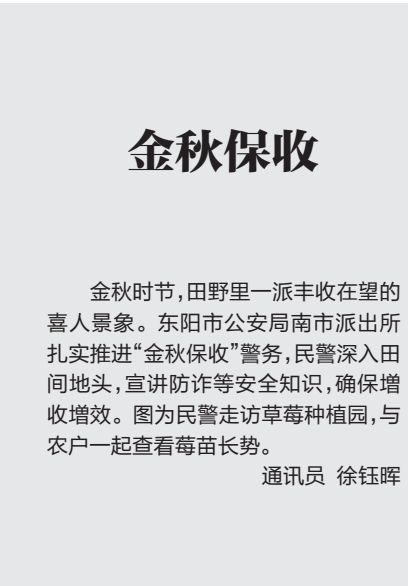 金秋保收
金秋时节，田野里一派丰收在望的
喜人景象。东阳市公安局南市派出所
扎实推进“金秋保收”警务，民警深入田
间地头，宣讲防诈等安全知识，确保增
收增效。图为民警走访草莓种植园，与
农户一起查看莓苗长势。
通讯员 徐钰晖